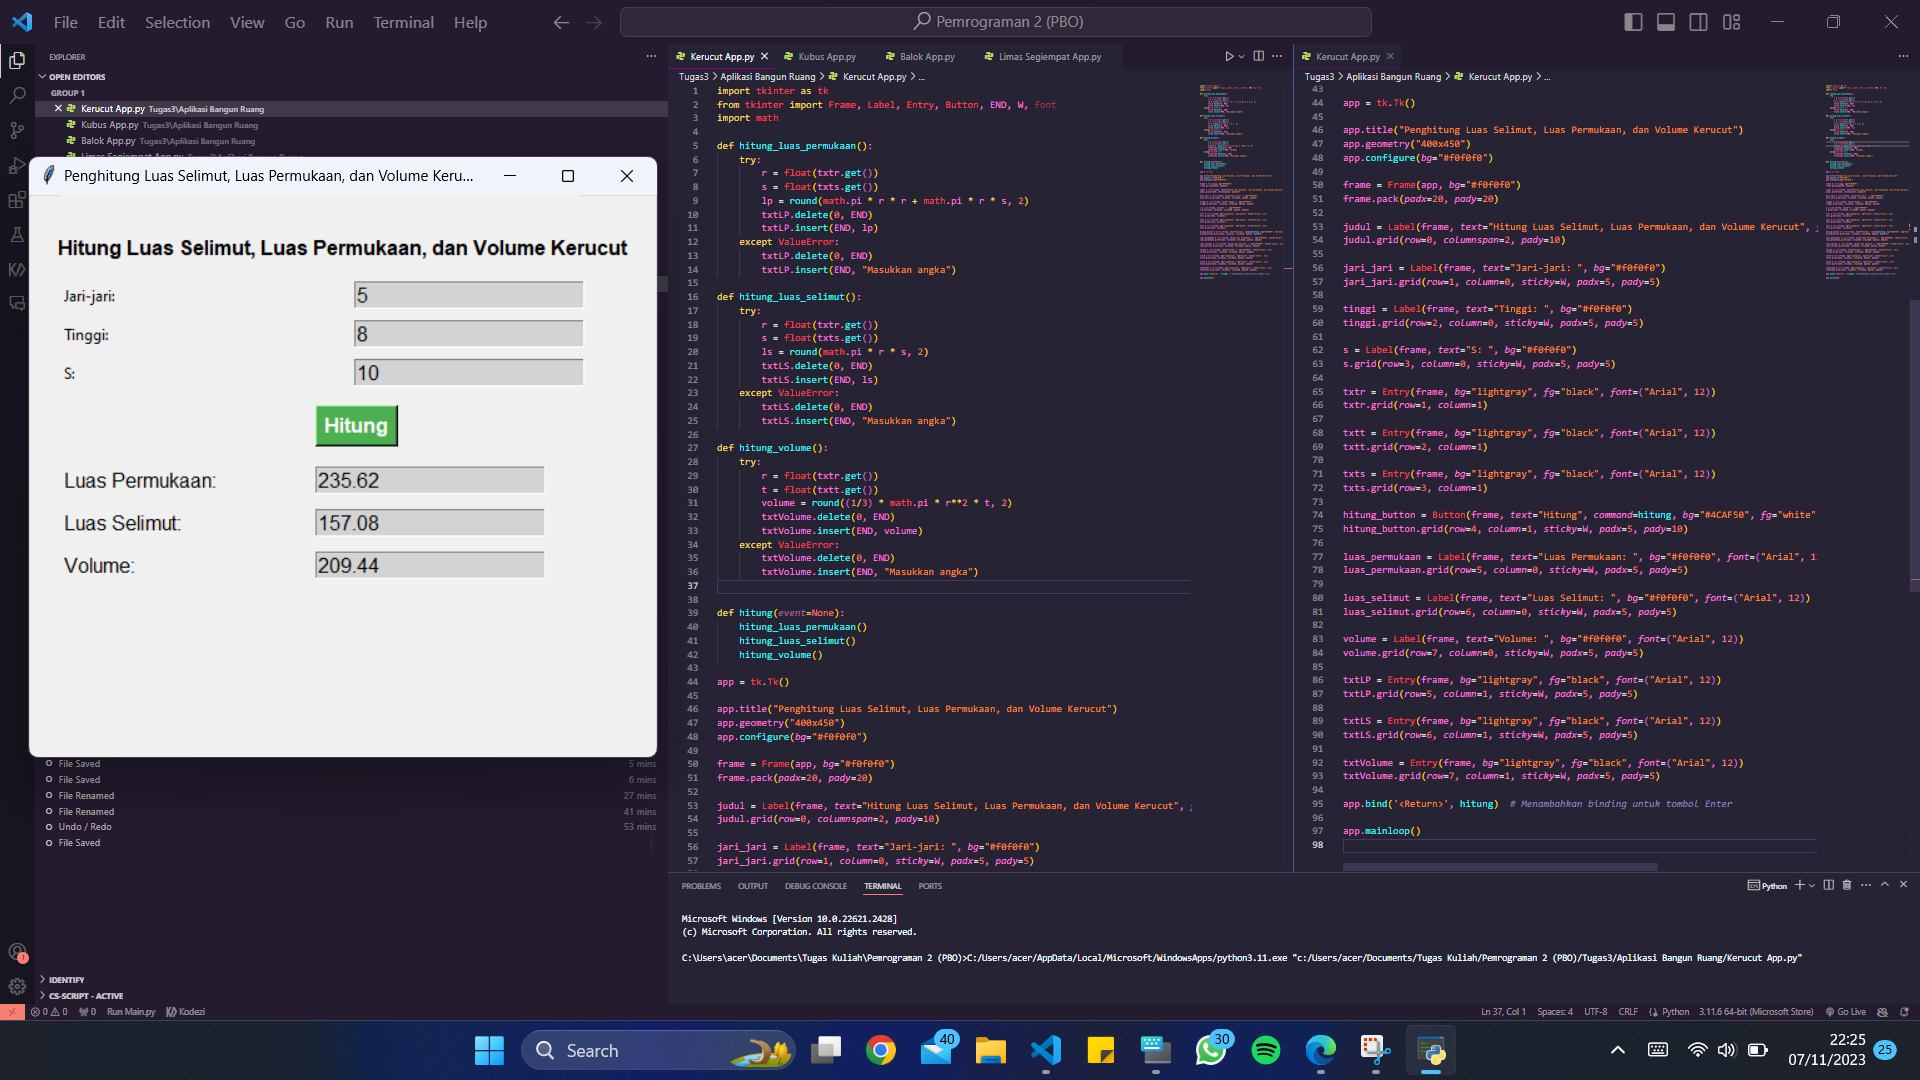 File Edit Selection View Go Run Terminal Help
Pemrograman 2 (PBO)
EXPLORER
OPEN EDITORS
GROUP 1
Kerucut App.py Tugas3\Aplikasi Bangun Ruang
Kubus App.py Tugas3\Aplikasi Bangun Ruang
Balok App.py Tugas3\Aplikasi Bangun Ruang
Penghitung Luas Selimut, Luas Permukaan, dan Volume Keru...
Hitung Luas Selimut, Luas Permukaan, dan Volume Kerucut
Jari-jari: 5
Tinggi: 8
S: 10
Hitung
Luas Permukaan: 235.62
Luas Selimut: 157.08
Volume: 209.44
File Saved 5 mins
File Saved 6 mins
File Renamed 27 mins
File Renamed 41 mins
Undo / Redo 53 mins
File Saved
IDENTIFY
CS-SCRIPT - ACTIVE
Kerucut App.py Kubus App.py Balok App.py Limas Segiempat App.py
Tugas3 > Aplikasi Bangun Ruang > Kerucut App.py > ...
1 import tkinter as tk
2 from tkinter import Frame, Label, Entry, Button, END, W, font
3 import math
4
5 def hitung_luas_permukaan():
6 try:
7 r = float(txtr.get())
8 s = float(txts.get())
9 lp = round(math.pi * r * r + math.pi * r * s, 2)
10 txtLP.delete(0, END)
11 txtLP.insert(END, lp)
12 except ValueError:
13 txtLP.delete(0, END)
14 txtLP.insert(END, "Masukkan angka")
15
16 def hitung_luas_selimut():
17 try:
18 r = float(txtr.get())
19 s = float(txts.get())
20 ls = round(math.pi * r * s, 2)
21 txtLS.delete(0, END)
22 txtLS.insert(END, ls)
23 except ValueError:
24 txtLS.delete(0, END)
25 txtLS.insert(END, "Masukkan angka")
26
27 def hitung_volume():
28 try:
29 r = float(txtr.get())
30 t = float(txtt.get())
31 volume = round((1/3) * math.pi * r**2 * t, 2)
32 txtVolume.delete(0, END)
33 txtVolume.insert(END, volume)
34 except ValueError:
35 txtVolume.delete(0, END)
36 txtVolume.insert(END, "Masukkan angka")
37
38
39 def hitung(event=None):
40 hitung_luas_permukaan()
41 hitung_luas_selimut()
42 hitung_volume()
43
44 app = tk.Tk()
45
46 app.title("Penghitung Luas Selimut, Luas Permukaan, dan Volume Kerucut")
47 app.geometry("400x450")
48 app.configure(bg="#f0f0f0")
49
50 frame = Frame(app, bg="#f0f0f0")
51 frame.pack(padx=20, pady=20)
52
53 judul = Label(frame, text="Hitung Luas Selimut, Luas Permukaan, dan Volume Kerucut",
54 judul.grid(row=0, columnspan=2, pady=10)
55
56 jari_jari = Label(frame, text="Jari-jari: ", bg="#f0f0f0")
57 jari_jari.grid(row=1, column=0, sticky=W, padx=5, pady=5)
Kerucut App.py
Tugas3 > Aplikasi Bangun Ruang > Kerucut App.py > ...
43
44 app = tk.Tk()
45
46 app.title("Penghitung Luas Selimut, Luas Permukaan, dan Volume Kerucut")
47 app.geometry("400x450")
48 app.configure(bg="#f0f0f0")
49
50 frame = Frame(app, bg="#f0f0f0")
51 frame.pack(padx=20, pady=20)
52
53 judul = Label(frame, text="Hitung Luas Selimut, Luas Permukaan, dan Volume Kerucut",
54 judul.grid(row=0, columnspan=2, pady=10)
55
56 jari_jari = Label(frame, text="Jari-jari: ", bg="#f0f0f0")
57 jari_jari.grid(row=1, column=0, sticky=W, padx=5, pady=5)
58
59 tinggi = Label(frame, text="Tinggi: ", bg="#f0f0f0")
60 tinggi.grid(row=2, column=0, sticky=W, padx=5, pady=5)
61
62 s = Label(frame, text="S: ", bg="#f0f0f0")
63 s.grid(row=3, column=0, sticky=W, padx=5, pady=5)
64
65 txtr = Entry(frame, bg="lightgray", fg="black", font=("Arial", 12))
66 txtr.grid(row=1, column=1)
67
68 txtt = Entry(frame, bg="lightgray", fg="black", font=("Arial", 12))
69 txtt.grid(row=2, column=1)
70
71 txts = Entry(frame, bg="lightgray", fg="black", font=("Arial", 12))
72 txts.grid(row=3, column=1)
73
74 hitung_button = Button(frame, text="Hitung", command=hitung, bg="#4CAF50", fg="white"
75 hitung_button.grid(row=4, column=1, sticky=W, padx=5, pady=10)
76
77 luas_permukaan = Label(frame, text="Luas Permukaan: ", bg="#f0f0f0", font=("Arial", 1
78 luas_permukaan.grid(row=5, column=0, sticky=W, padx=5, pady=5)
79
80 luas_selimut = Label(frame, text="Luas Selimut: ", bg="#f0f0f0", font=("Arial", 12))
81 luas_selimut.grid(row=6, column=0, sticky=W, padx=5, pady=5)
82
83 volume = Label(frame, text="Volume: ", bg="#f0f0f0", font=("Arial", 12))
84 volume.grid(row=7, column=0, sticky=W, padx=5, pady=5)
85
86 txtLP = Entry(frame, bg="lightgray", fg="black", font=("Arial", 12))
87 txtLP.grid(row=5, column=1, sticky=W, padx=5, pady=5)
88
89 txtLS = Entry(frame, bg="lightgray", fg="black", font=("Arial", 12))
90 txtLS.grid(row=6, column=1, sticky=W, padx=5, pady=5)
91
92 txtVolume = Entry(frame, bg="lightgray", fg="black", font=("Arial", 12))
93 txtVolume.grid(row=7, column=1, sticky=W, padx=5, pady=5)
94
95 app.bind('<Return>', hitung) # Menambahkan binding untuk tombol Enter
96
97 app.mainloop()
98
PROBLEMS OUTPUT DEBUG CONSOLE TERMINAL PORTS
Python
Microsoft Windows [Version 10.0.22621.2428]
(c) Microsoft Corporation. All rights reserved.
C:\Users\acer\Documents\Tugas Kuliah\Pemrograman 2 (PBO)>C:/Users/acer/AppData/Local/Microsoft/WindowsApps/python3.11.exe "c:/Users/acer/Documents/Tugas Kuliah/Pemrograman 2 (PBO)/Tugas3/Aplikasi Bangun Ruang/Kerucut App.py"
1
0 0 0 Run Main.py Kodezi
Ln 37, Col 1 Spaces: 4 UTF-8 CRLF Python 3.11.6 64-bit (Microsoft Store) Go Live
Search
40
30
22:25
07/11/2023
25